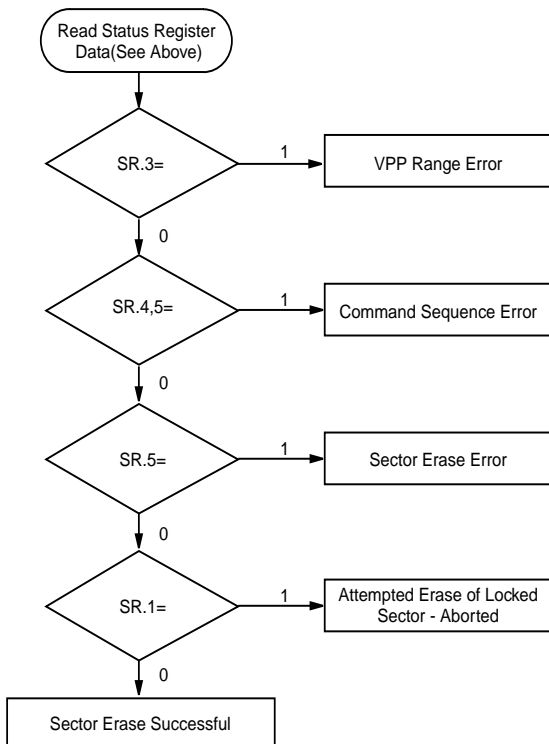 Read Status Register
Data(See Above)
SR.3=
1
VPP Range Error
0
SR.4,5=
1
Command Sequence Error
0
SR.5=
1
Sector Erase Error
0
SR.1=
1
Attempted Erase of Locked
Sector - Aborted
0
Sector Erase Successful